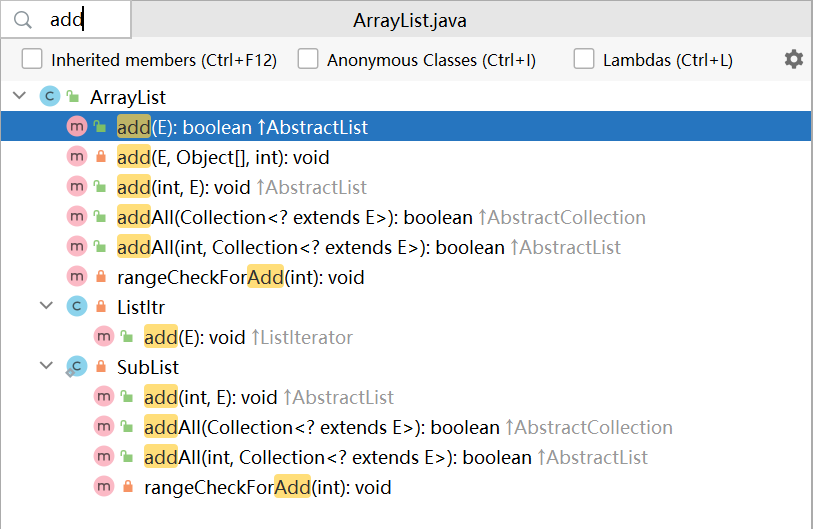 add ArrayList.java
Inherited members (Ctrl+F12) Anonymous Classes (Ctrl+I) Lambdas (Ctrl+L)
C ArrayList
m add(E): boolean ↑AbstractList
m add(E, Object[], int): void
m add(int, E): void ↑AbstractList
m addAll(Collection<? extends E>): boolean ↑AbstractCollection
m addAll(int, Collection<? extends E>): boolean ↑AbstractList
m rangeCheckForAdd(int): void
C ListItr
m add(E): void ↑ListIterator
C SubList
m add(int, E): void ↑AbstractList
m addAll(Collection<? extends E>): boolean ↑AbstractCollection
m addAll(int, Collection<? extends E>): boolean ↑AbstractList
m rangeCheckForAdd(int): void